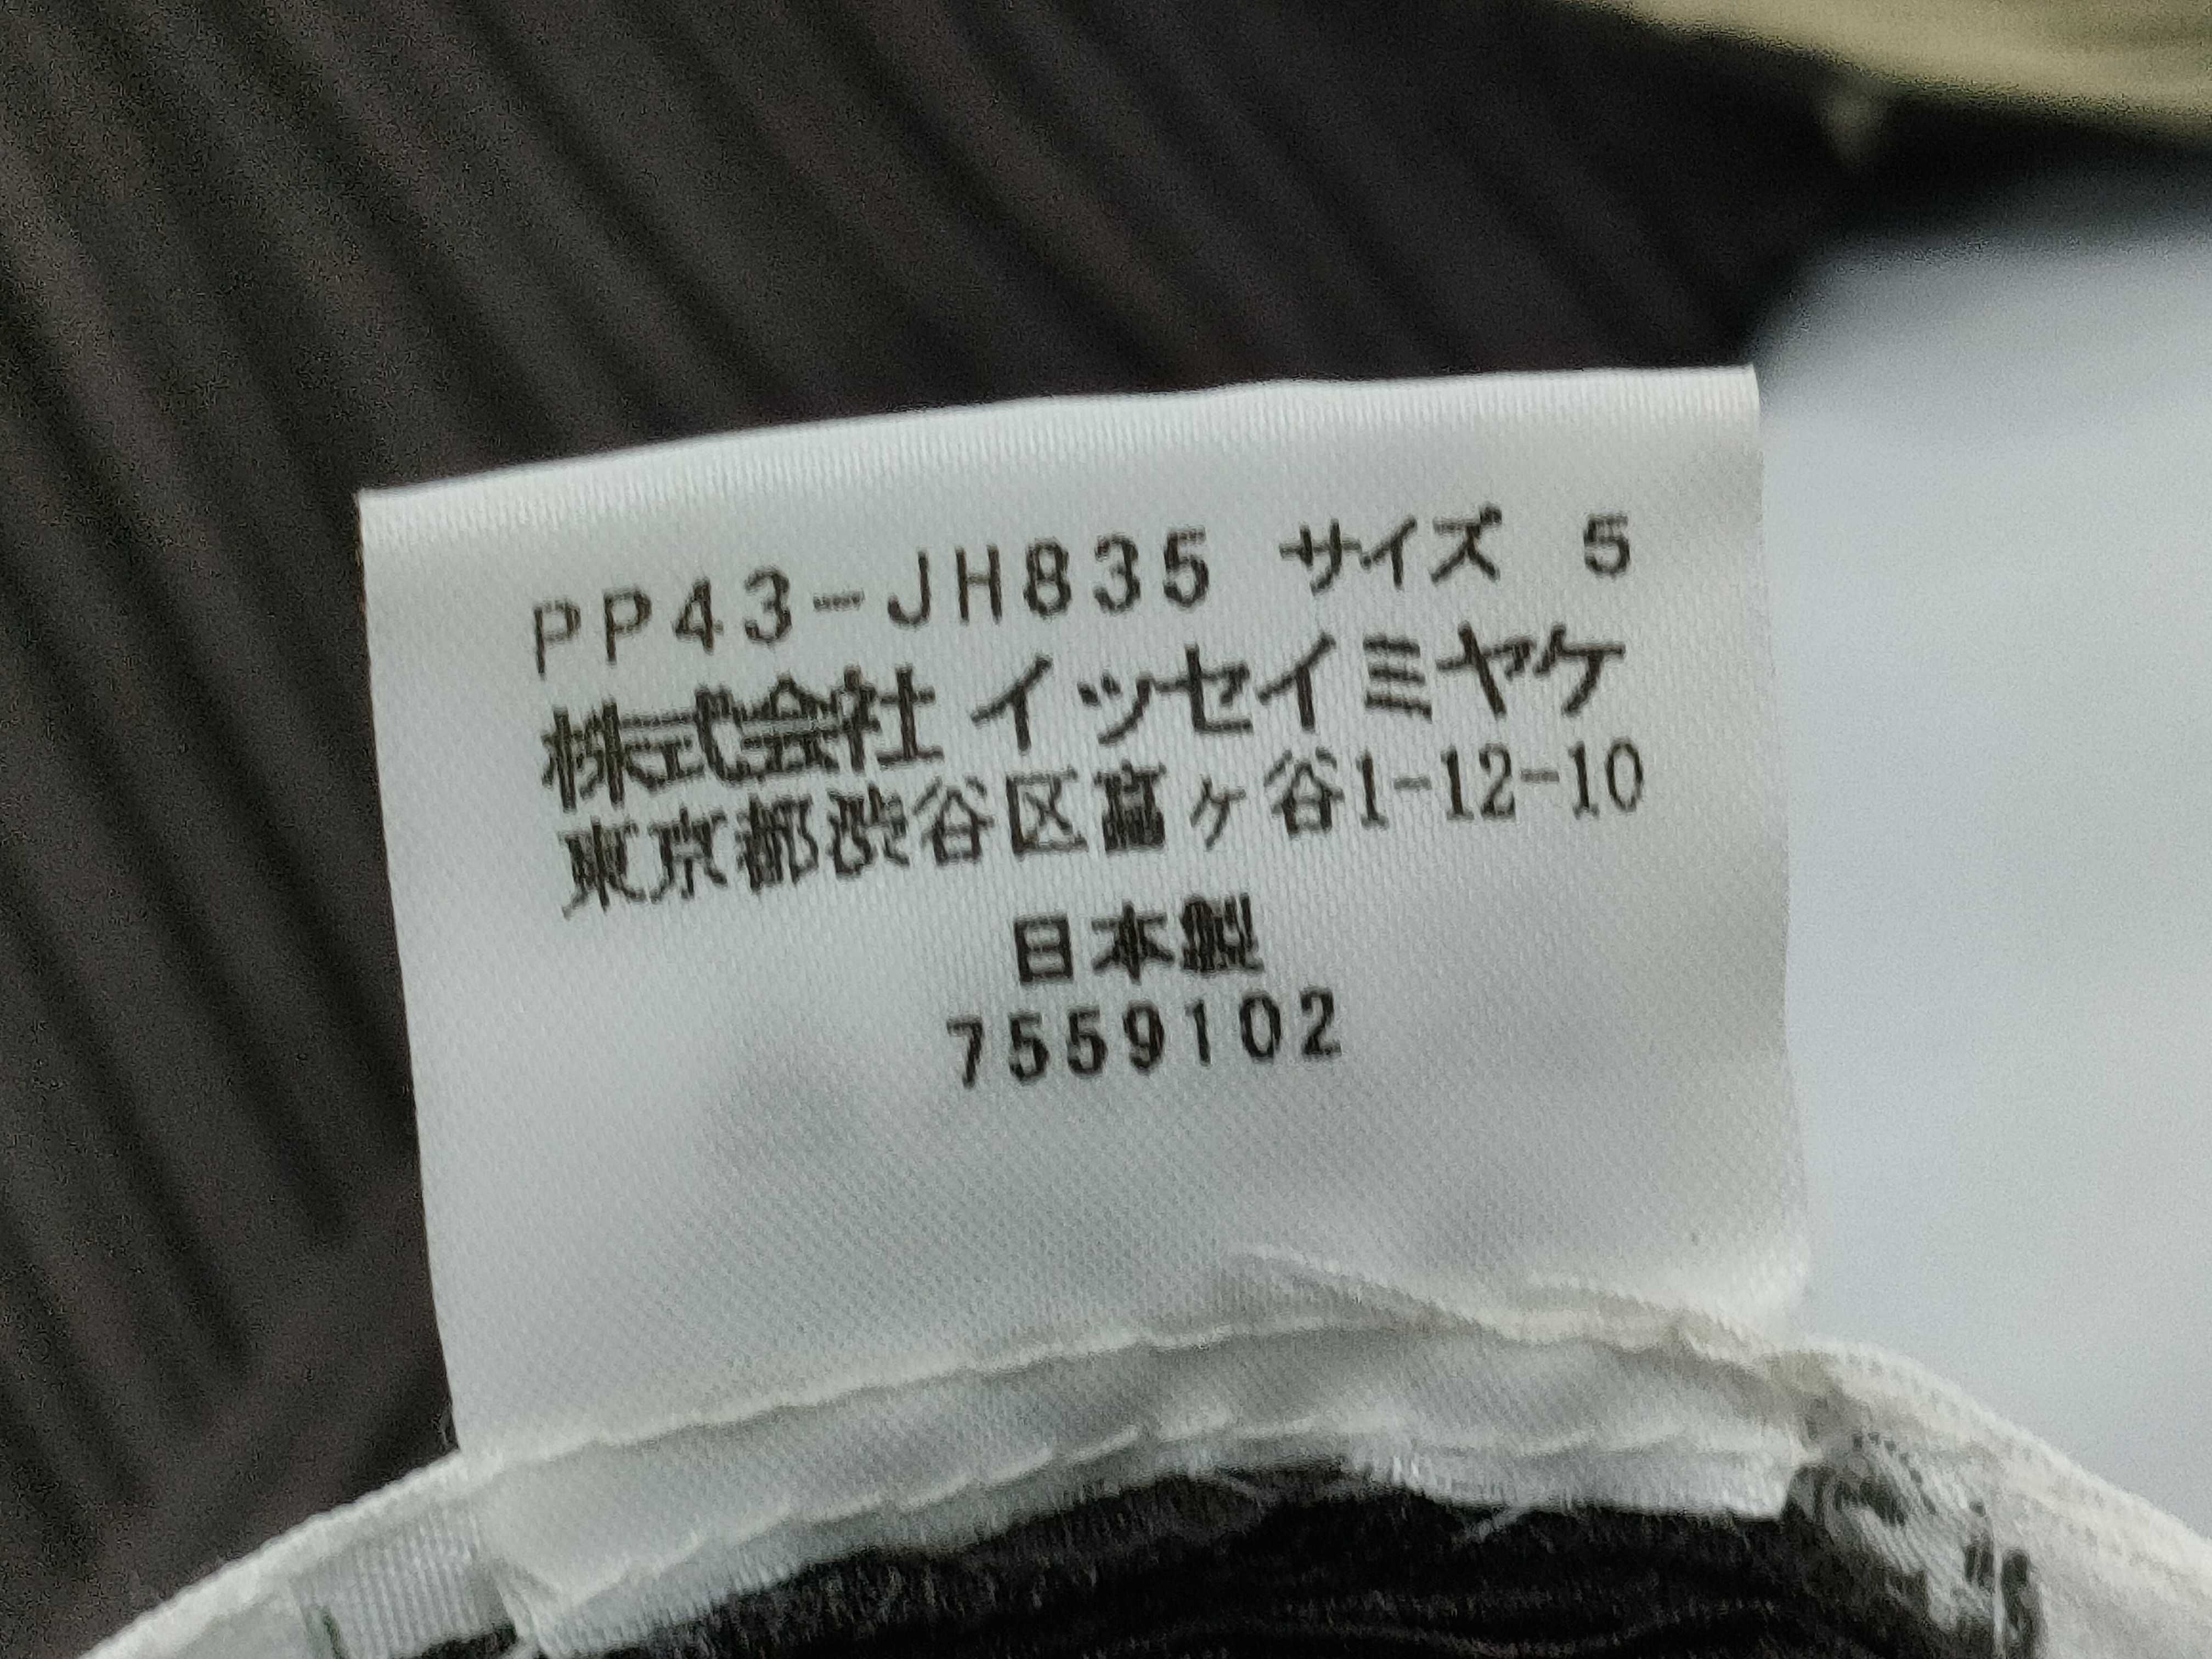 PP43-JH835 サイズ 5
株式会社 イッセイミヤケ
東京都渋谷区富ヶ谷1-12-10
日本製
7559102